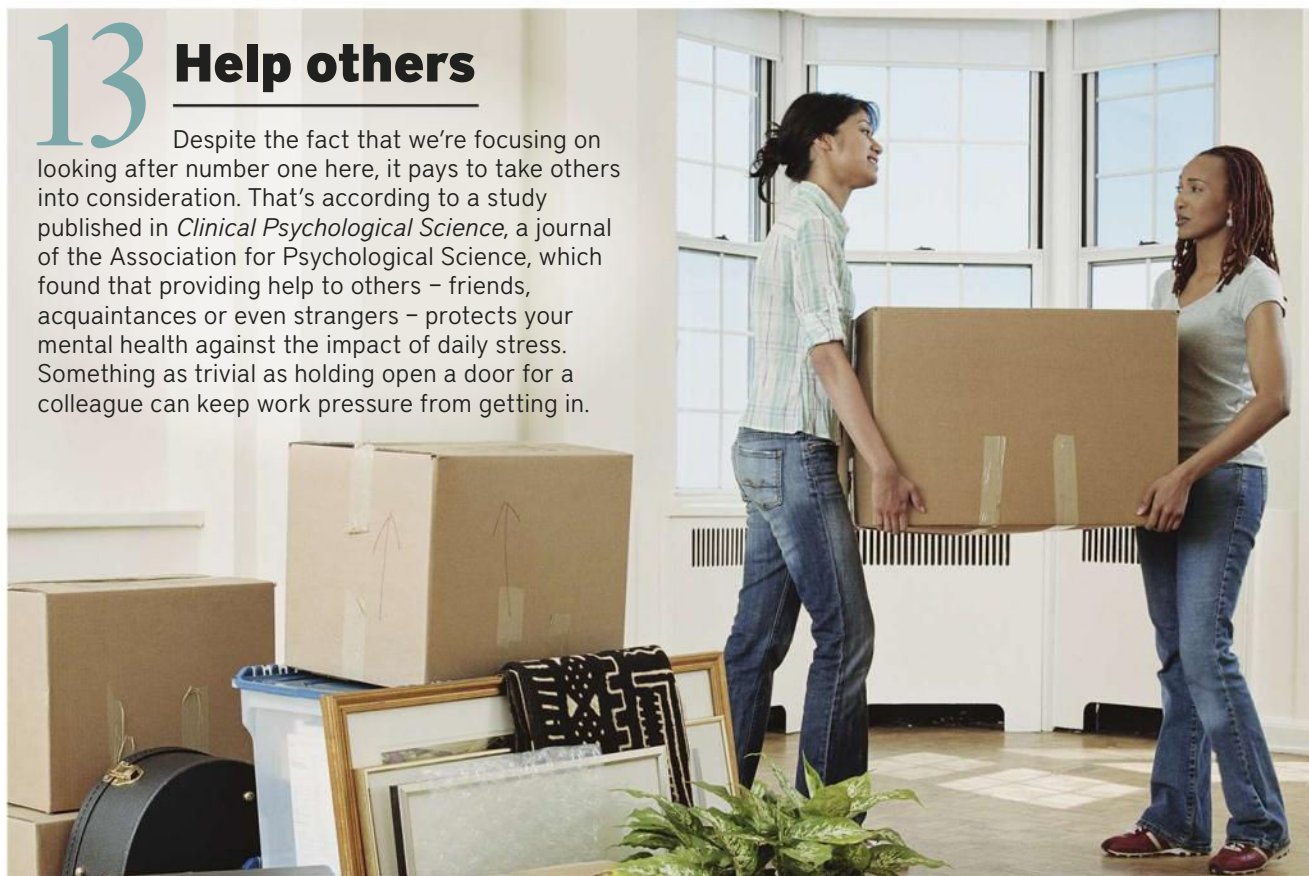 13
Help others
Despite the fact that we're focusing on
looking after number one here, it pays to take others
into consideration. That's according to a study
published in Clinical Psychological Science, a journal
of the Association for Psychological Science, which
found that providing help to others – friends,
acquaintances or even strangers – protects your
mental health against the impact of daily stress.
Something as trivial as holding open a door for a
colleague can keep work pressure from getting in.